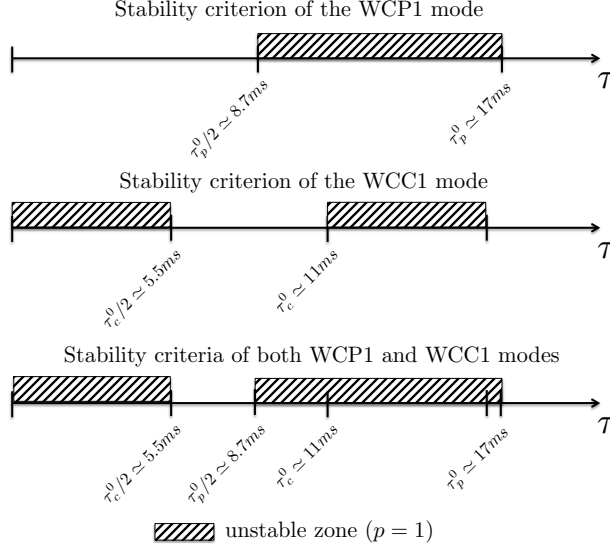 Stability criterion of the WCP1 mode
τ
τ_p^0/2 ≃ 8.7ms
τ_p^0 ≃ 17ms
Stability criterion of the WCC1 mode
τ
τ_c^0/2 ≃ 5.5ms
τ_c^0 ≃ 11ms
Stability criteria of both WCP1 and WCC1 modes
τ
τ_c^0/2 ≃ 5.5ms
τ_p^0/2 ≃ 8.7ms
τ_c^0 ≃ 11ms
τ_p^0 ≃ 17ms
unstable zone (p = 1)